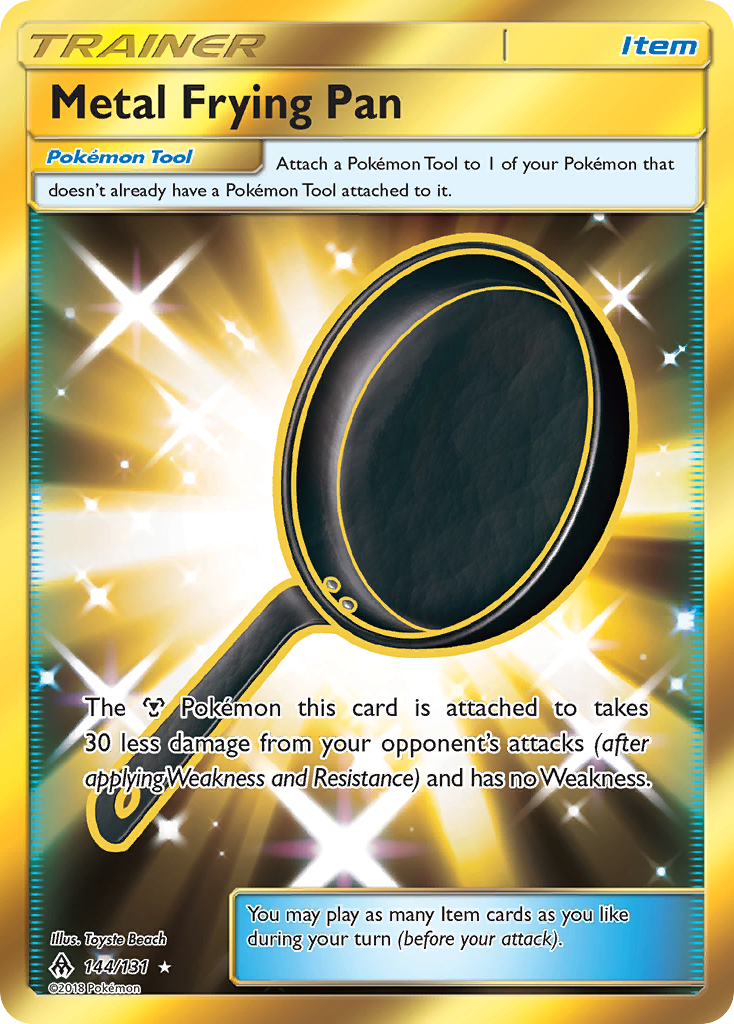 TRAINER Item
Metal Frying Pan
Pokémon Tool Attach a Pokémon Tool to 1 of your Pokémon that
doesn't already have a Pokémon Tool attached to it.
The Pokémon this card is attached to takes
30 less damage from your opponent's attacks (after
applying Weakness and Resistance) and has no Weakness.
You may play as many Item cards as you like
during your turn (before your attack).
Illus. Toyste Beach
144/131 ★
©2018 Pokémon